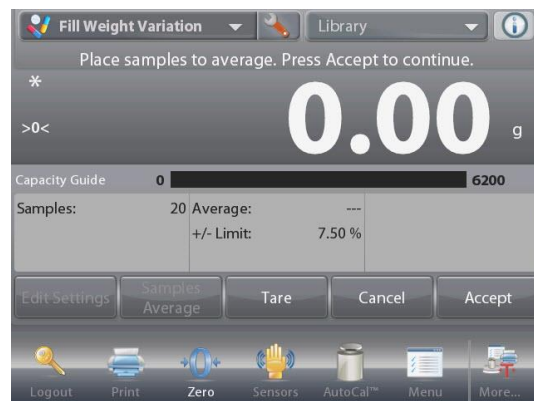 Fill Weight Variation Library
Place samples to average. Press Accept to continue.
*
0.00 g
>0<
Capacity Guide 0 6200
Samples: 20 Average: ---
+/- Limit: 7.50 %
Edit Settings Samples Average Tare Cancel Accept
Logout Print Zero Sensors AutoCal™ Menu More...